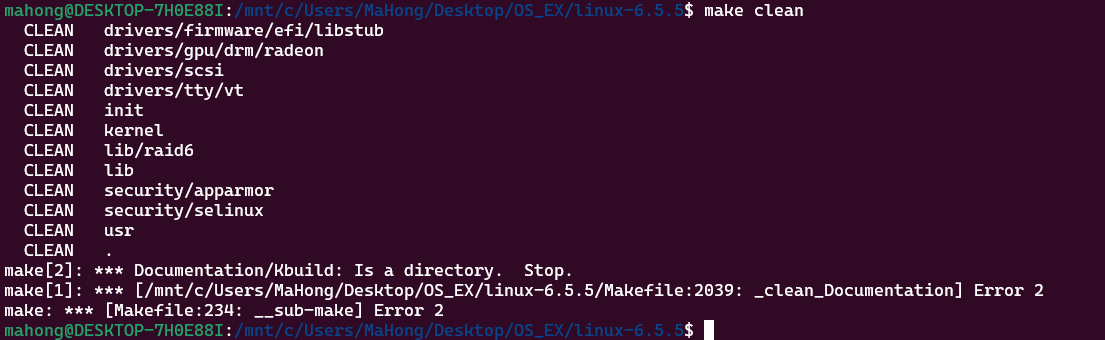 mahong@DESKTOP-7H0E88I:/mnt/c/Users/MaHong/Desktop/OS_EX/linux-6.5.5$ make clean
  CLEAN   drivers/firmware/efi/libstub
  CLEAN   drivers/gpu/drm/radeon
  CLEAN   drivers/scsi
  CLEAN   drivers/tty/vt
  CLEAN   init
  CLEAN   kernel
  CLEAN   lib/raid6
  CLEAN   lib
  CLEAN   security/apparmor
  CLEAN   security/selinux
  CLEAN   usr
  CLEAN   .
make[2]: *** Documentation/Kbuild: Is a directory.  Stop.
make[1]: *** [/mnt/c/Users/MaHong/Desktop/OS_EX/linux-6.5.5/Makefile:2039: _clean_Documentation] Error 2
make: *** [Makefile:234: __sub-make] Error 2
mahong@DESKTOP-7H0E88I:/mnt/c/Users/MaHong/Desktop/OS_EX/linux-6.5.5$